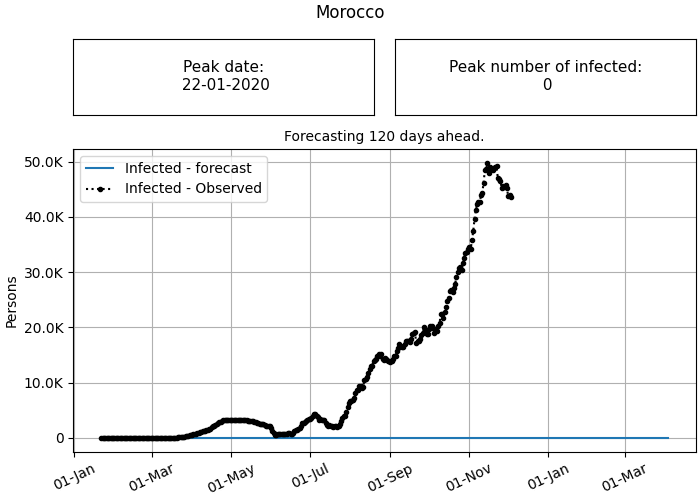 Morocco
Peak date:
22-01-2020
Peak number of infected:
0
Forecasting 120 days ahead.
Infected - forecast
Infected - Observed
50.0K
40.0K
30.0K
20.0K
10.0K
0
Persons
01-Jan
01-Mar
01-May
01-Jul
01-Sep
01-Nov
01-Jan
01-Mar